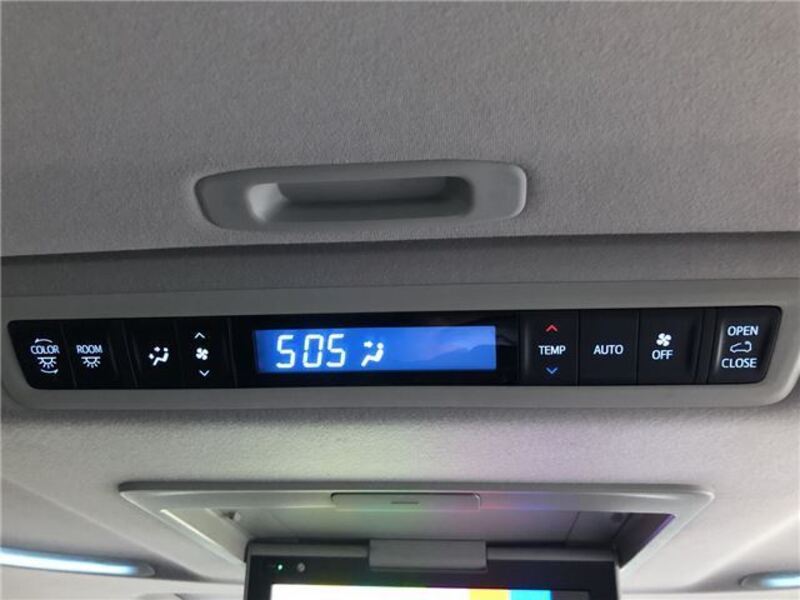 COLOR
ROOM
505
TEMP
AUTO
OFF
OPEN
CLOSE